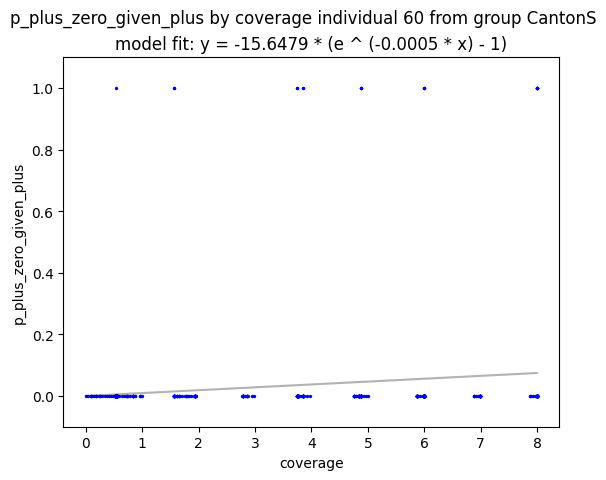 p_plus_zero_given_plus by coverage individual 60 from group CantonS
model fit: y = -15.6479 * (e ^ (-0.0005 * x) - 1)
p_plus_zero_given_plus
1.0
0.8
0.6
0.4
0.2
0.0
0 1 2 3 4 5 6 7 8
coverage